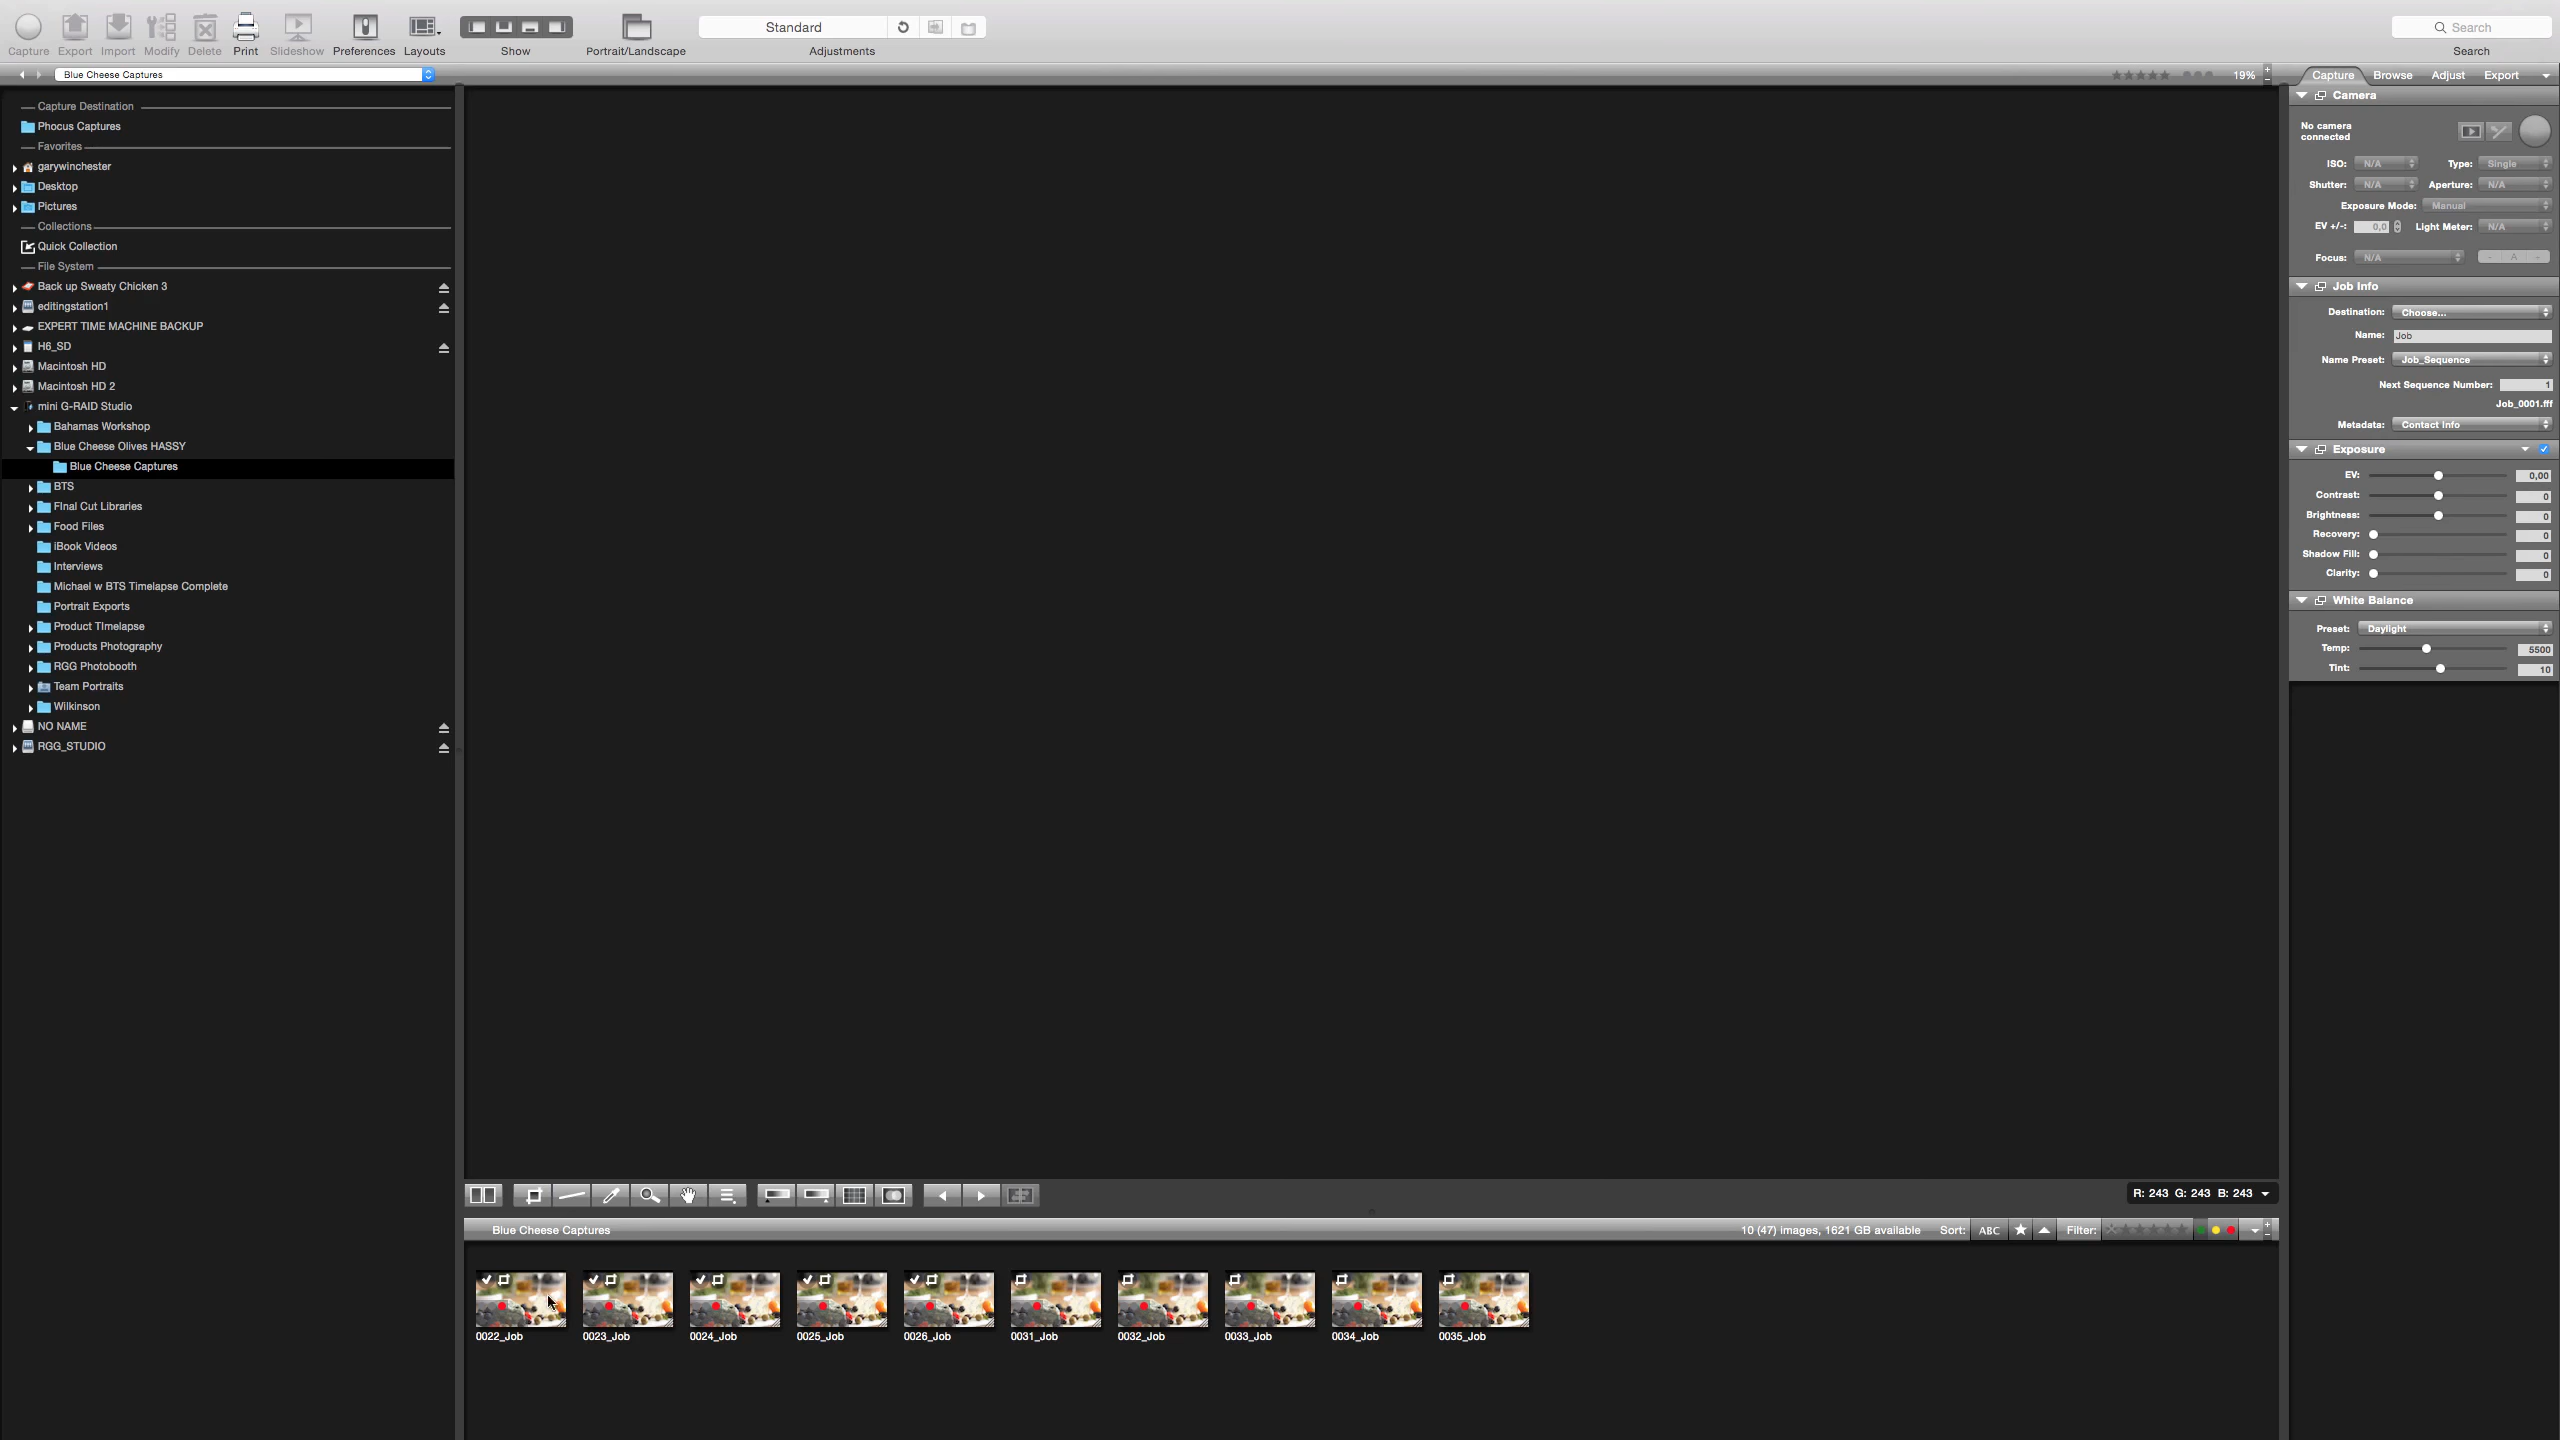 Capture Export Import Modify Delete Print Slideshow Preferences Layouts Show Portrait/Landscape Standard Adjustments Search
Search
Blue Cheese Captures 19% Capture Browse Adjust Export
Capture Destination
Phocus Captures
Favorites
garywinchester
Desktop
Pictures
Collections
Quick Collection
File System
Back up Sweaty Chicken 3
editingstation1
EXPERT TIME MACHINE BACKUP
H6_SD
Macintosh HD
Macintosh HD 2
mini G-RAID Studio
Bahamas Workshop
Blue Cheese Olives HASSY
Blue Cheese Captures
BTS
FInal Cut Libraries
Food Files
iBook Videos
Interviews
Michael w BTS Timelapse Complete
Portrait Exports
Product TImelapse
Products Photography
RGG Photobooth
Team Portraits
Wilkinson
NO NAME
RGG_STUDIO
Camera
No camera
connected
ISO: N/A Type: Single
Shutter: N/A Aperture: N/A
Exposure Mode: Manual
EV +/-: 0,0 Light Meter: N/A
Focus: N/A - A -
Job Info
Destination: Choose...
Name: Job
Name Preset: Job_Sequence
Next Sequence Number: 1
Job_0001.fff
Metadata: Contact Info
Exposure
EV: 0,00
Contrast: 0
Brightness: 0
Recovery: 0
Shadow Fill: 0
Clarity: 0
White Balance
Preset: Daylight
Temp: 5500
Tint: 10
R: 243 G: 243 B: 243
Blue Cheese Captures 10 (47) images, 1621 GB available Sort: ABC Filter:
0022_Job 0023_Job 0024_Job 0025_Job 0026_Job 0031_Job 0032_Job 0033_Job 0034_Job 0035_Job